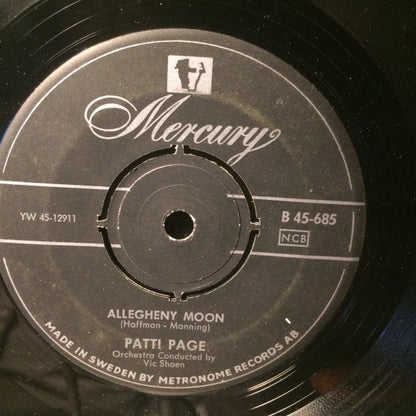 Mercury
YW 45-12911
B 45-685
NCB
ALLEGHENY MOON
(Hoffman - Manning)
PATTI PAGE
Orchestra Conducted by
Vic Shoen
MADE IN SWEDEN BY METRONOME RECORDS AB